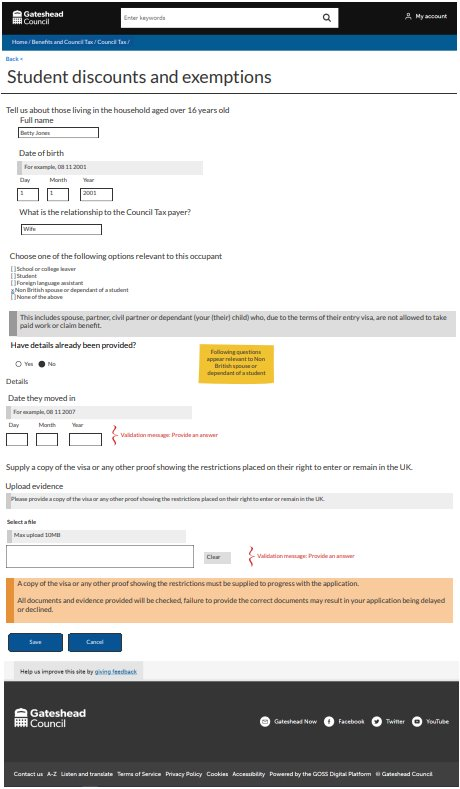 Gateshead
Council
Enter keywords
My account
Home / Benefits and Council Tax / Council Tax /
Back <
Student discounts and exemptions
Tell us about those living in the household aged over 16 years old
Full name
Betty Jones
Date of birth
For example, 08 11 2001
Day Month Year
1 1 2001
What is the relationship to the Council Tax payer?
Wife
Choose one of the following options relevant to this occupant
[ ] School or college leaver
[ ] Student
[ ] Foreign language assistant
x Non British spouse or dependant of a student
[ ] None of the above
This includes spouse, partner, civil partner or dependant (your (their) child) who, due to the terms of their entry visa, are not allowed to take
paid work or claim benefit.
Have details already been provided?
Yes No
Following questions
appear relevant to Non
British spouse or
dependant of a student
Details
Date they moved in
For example, 08 11 2007
Day Month Year
Validation message: Provide an answer
Supply a copy of the visa or any other proof showing the restrictions placed on their right to enter or remain in the UK.
Upload evidence
Please provide a copy of the visa or any other proof showing the restrictions placed on their right to enter or remain in the UK.
Select a file
Max upload 10MB
Clear
Validation message: Provide an answer
A copy of the visa or any other proof showing the restrictions must be supplied to progress with the application.
All documents and evidence provided will be checked, failure to provide the correct documents may result in your application being delayed
or declined.
Save Cancel
Help us improve this site by giving feedback
Gateshead
Council
Gateshead Now Facebook Twitter YouTube
Contact us A-Z Listen and translate Terms of Service Privacy Policy Cookies Accessibility Powered by the GOSS Digital Platform © Gateshead Council